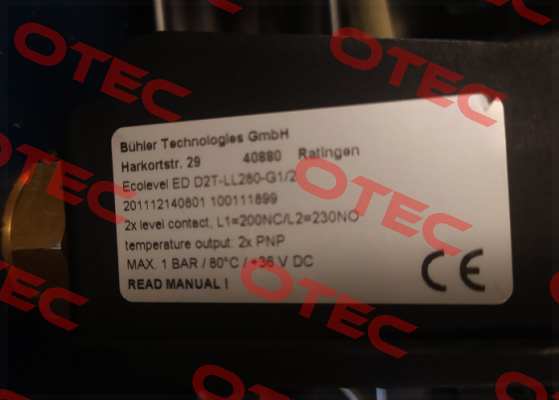 OTEC
OTEC
OTEC
Bühler Technologies GmbH
Harkortstr. 29 40880 Ratingen
Ecolevel ED D2T-LL280-G1/2
201112140801 100111899
2x level contact, L1=200NC/L2=230NO
temperature output: 2x PNP
MAX. 1 BAR / 80°C / +36 V DC
READ MANUAL !
CE
OTEC
OTEC
OTEC
OTEC